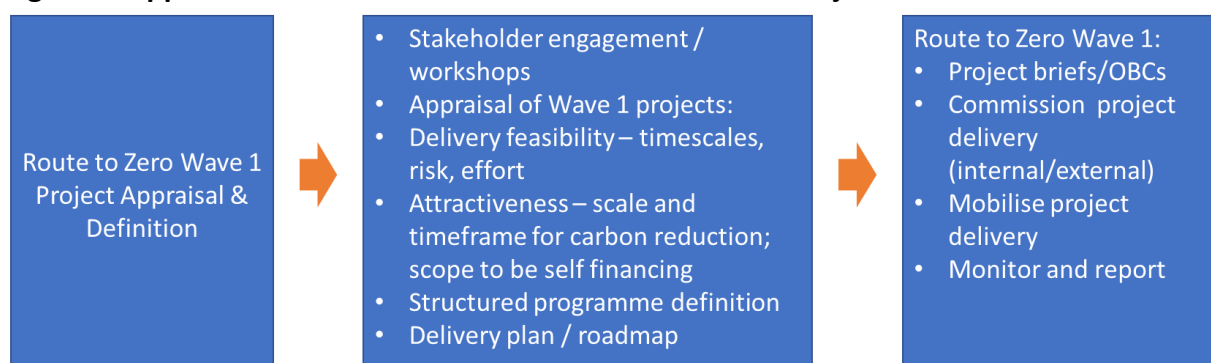 Route to Zero Wave 1
Project Appraisal &
Definition
• Stakeholder engagement /
workshops
• Appraisal of Wave 1 projects:
• Delivery feasibility – timescales,
risk, effort
• Attractiveness – scale and
timeframe for carbon reduction;
scope to be self financing
• Structured programme definition
• Delivery plan / roadmap
Route to Zero Wave 1:
• Project briefs/OBCs
• Commission project
delivery
(internal/external)
• Mobilise project
delivery
• Monitor and report